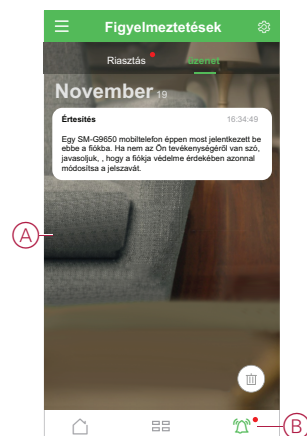 Figyelmeztetések
Riasztás
üzenet
November 19
Értesítés
16:34:49
Egy SM-G9650 mobiltelefon éppen most jelentkezett be
ebbe a fiókba. Ha nem az Ön tevékenységéről van szó,
javasoljuk, , hogy a fiókja védelme érdekében azonnal
módosítsa a jelszavát.
A
B